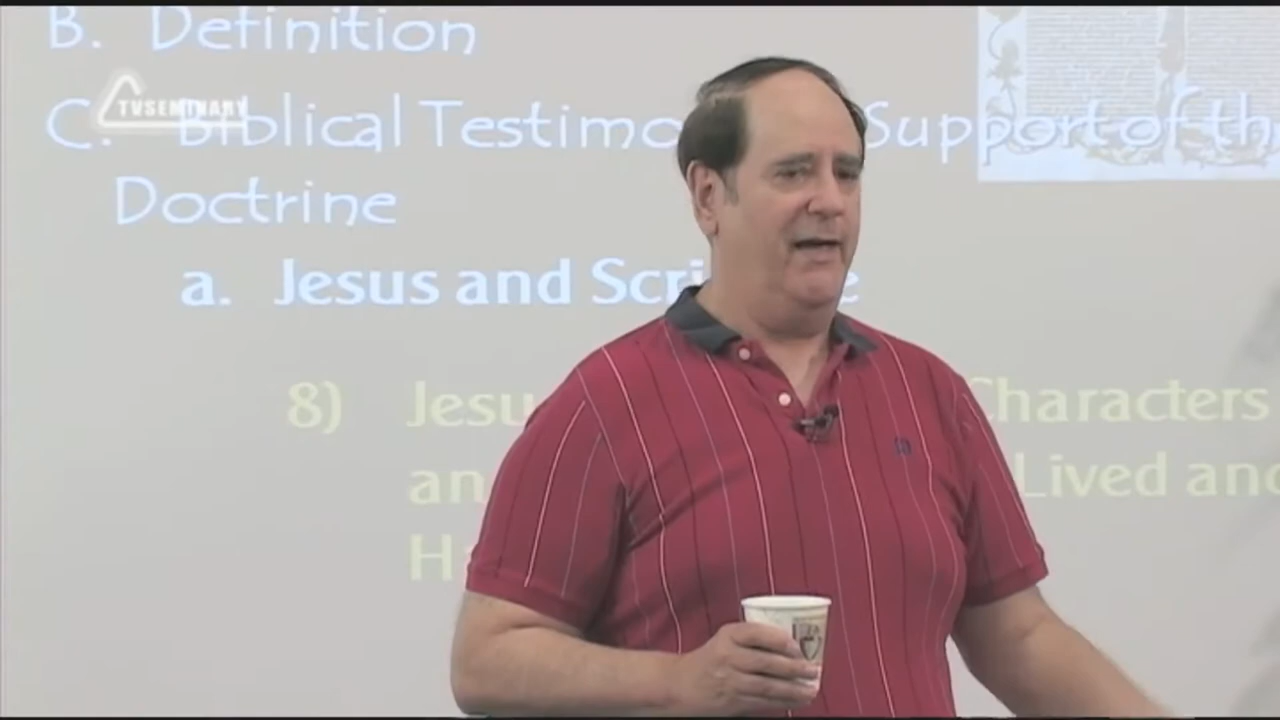 B. Definition
TVSEMINARY
C. Biblical Testimo Support of th
Doctrine
a. Jesus and Scri e
8) Jesu Characters
an Lived and
H